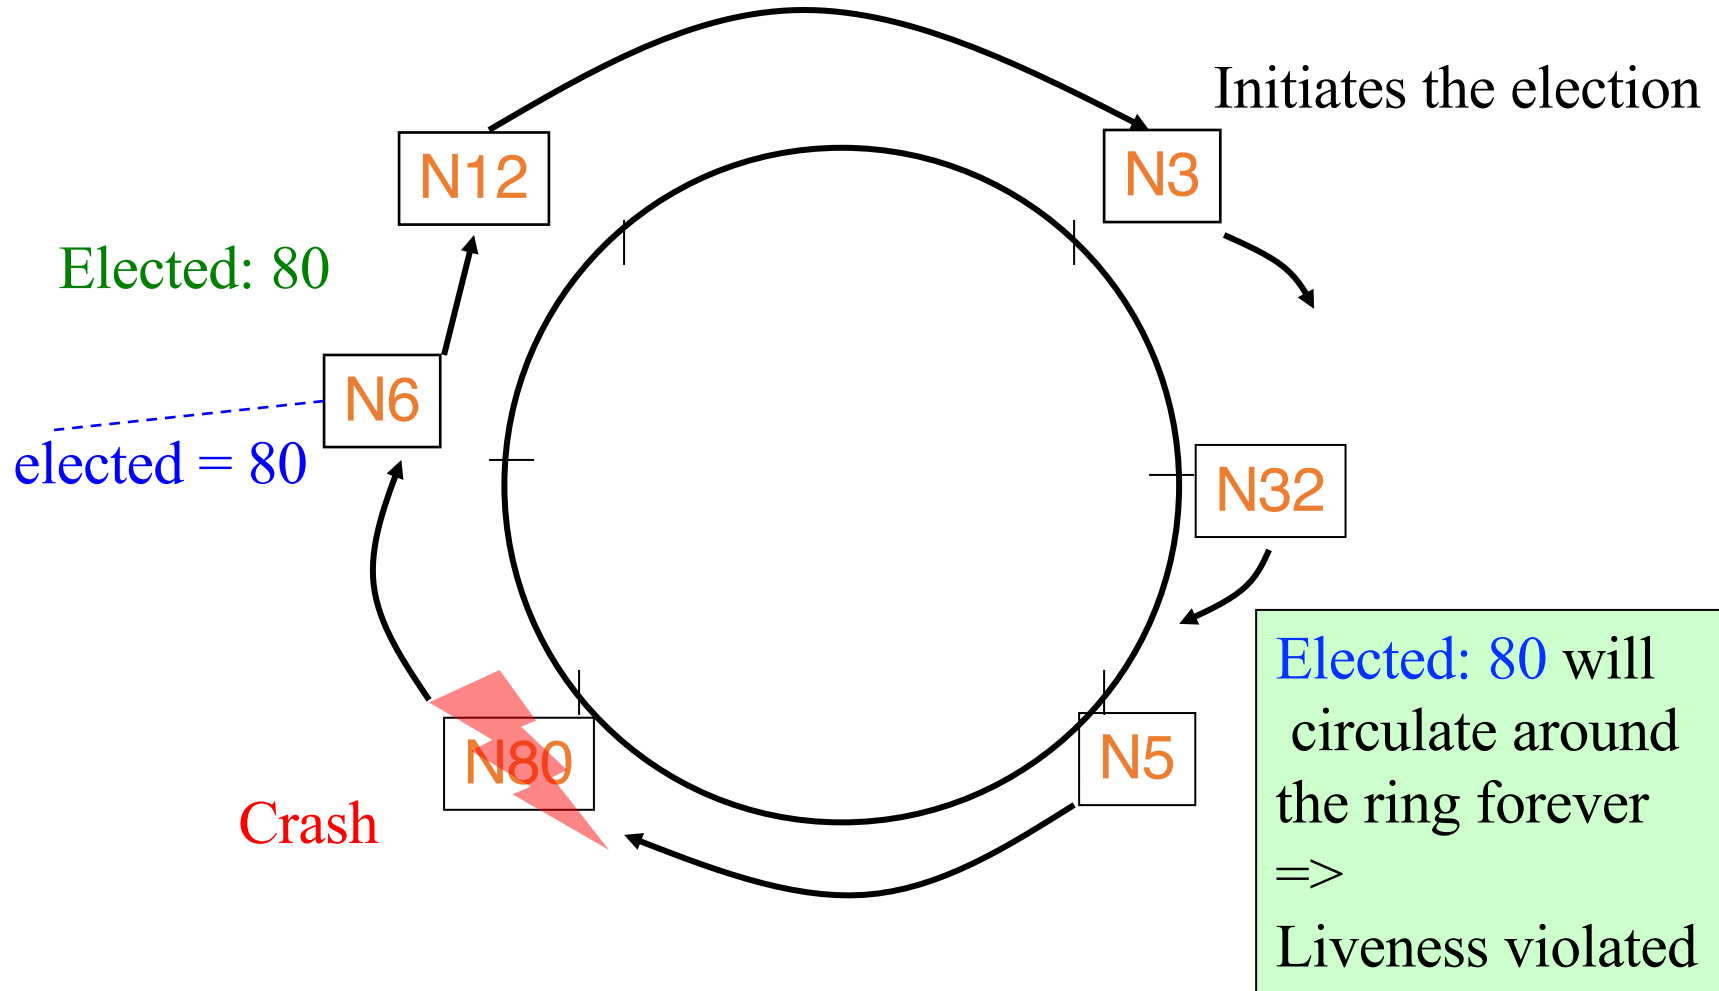 Initiates the election
N12
N3
Elected: 80
N6
elected = 80
N32
Elected: 80 will
circulate around
the ring forever
=>
Liveness violated
N80
N5
Crash